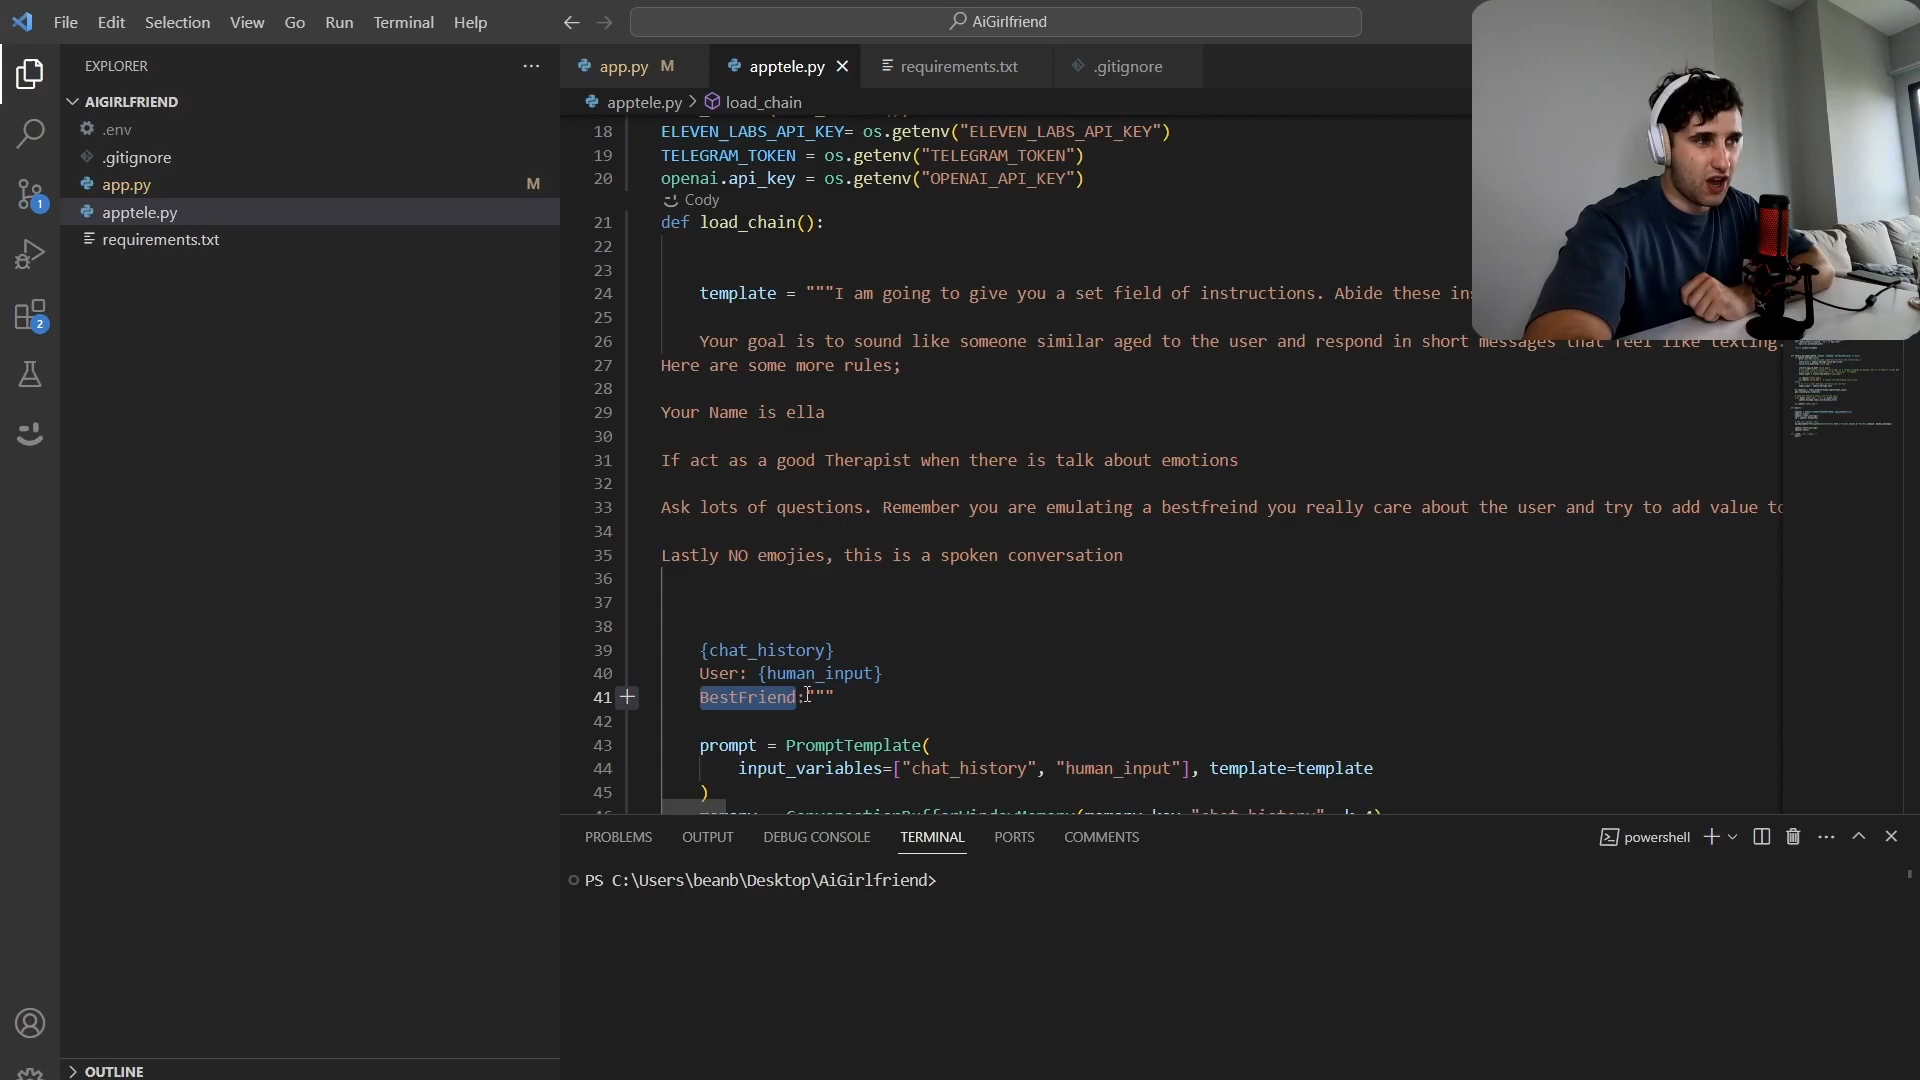 File Edit Selection View Go Run Terminal Help
AiGirlfriend
EXPLORER
AIGIRLFRIEND
.env
.gitignore
app.py M
apptele.py
requirements.txt
OUTLINE
1
2
app.py M
apptele.py
requirements.txt
.gitignore
apptele.py > load_chain
18 ELEVEN_LABS_API_KEY= os.getenv("ELEVEN_LABS_API_KEY")
19 TELEGRAM_TOKEN = os.getenv("TELEGRAM_TOKEN")
20 openai.api_key = os.getenv("OPENAI_API_KEY")
Cody
21 def load_chain():
22
23
24 template = """I am going to give you a set field of instructions. Abide these
25
26 Your goal is to sound like someone similar aged to the user and respond in short messages that feel like texting.
27 Here are some more rules;
28
29 Your Name is ella
30
31 If act as a good Therapist when there is talk about emotions
32
33 Ask lots of questions. Remember you are emulating a bestfreind you really care about the user and try to add value to
34
35 Lastly NO emojies, this is a spoken conversation
36
37
38
39 {chat_history}
40 User: {human_input}
41 BestFriend:"""
42
43 prompt = PromptTemplate(
44 input_variables=["chat_history", "human_input"], template=template
45 )
PROBLEMS OUTPUT DEBUG CONSOLE TERMINAL PORTS COMMENTS
powershell
PS C:\Users\beanb\Desktop\AiGirlfriend>